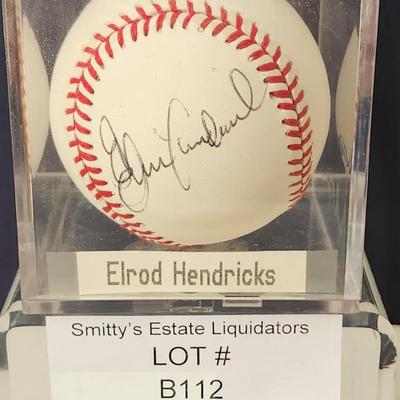 Elrod Hendricks
Smitty's Estate Liquidators
LOT #
B112